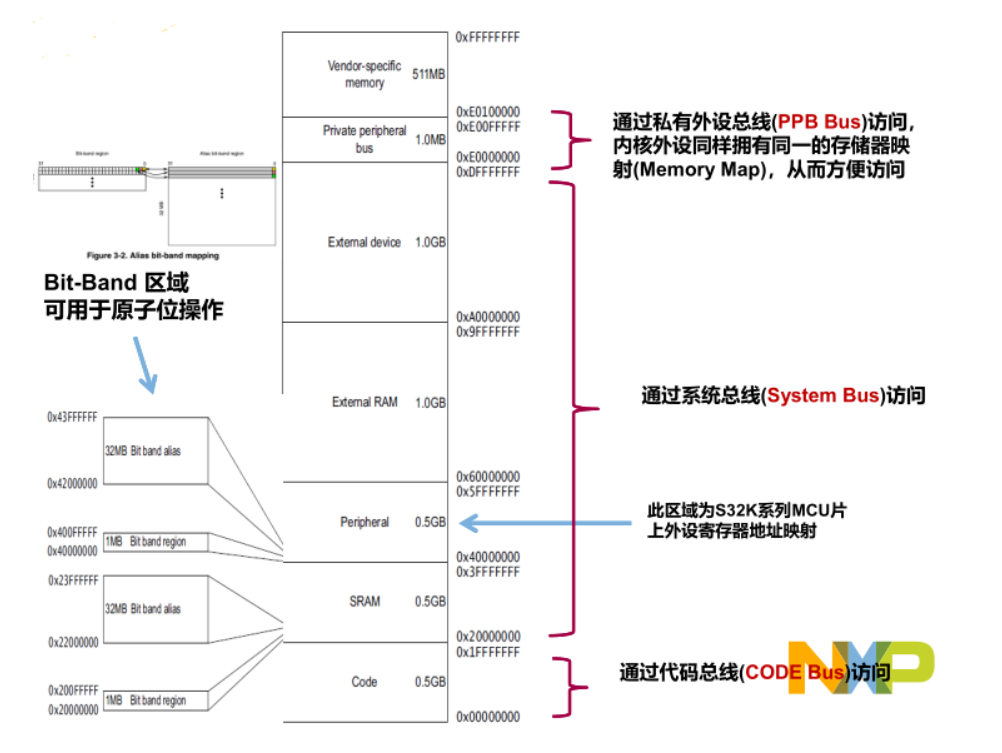 0xFFFFFFFF
Vendor-specific
memory
511MB
0xE0100000
0xE00FFFFF
Private peripheral
bus
1.0MB
0xE0000000
0xDFFFFFFF
External device 1.0GB
0xA0000000
0x9FFFFFFF
External RAM 1.0GB
0x60000000
0x5FFFFFFF
Peripheral 0.5GB
0x40000000
0x3FFFFFFF
SRAM 0.5GB
0x20000000
0x1FFFFFFF
Code 0.5GB
0x00000000
通过私有外设总线(PPB Bus)访问，
内核外设同样拥有同一的存储器映
射(Memory Map)，从而方便访问
通过系统总线(System Bus)访问
此区域为S32K系列MCU片
上外设寄存器地址映射
通过代码总线(CODE Bus)访问
NXP
Bit-band region
Alias bit-band region
31
0
31
0
32 MB
Figure 3-2. Alias bit-band mapping
Bit-Band 区域
可用于原子位操作
0x43FFFFFF
32MB Bit band alias
0x42000000
0x400FFFFF
1MB Bit band region
0x40000000
0x23FFFFFF
32MB Bit band alias
0x22000000
0x200FFFFF
1MB Bit band region
0x20000000